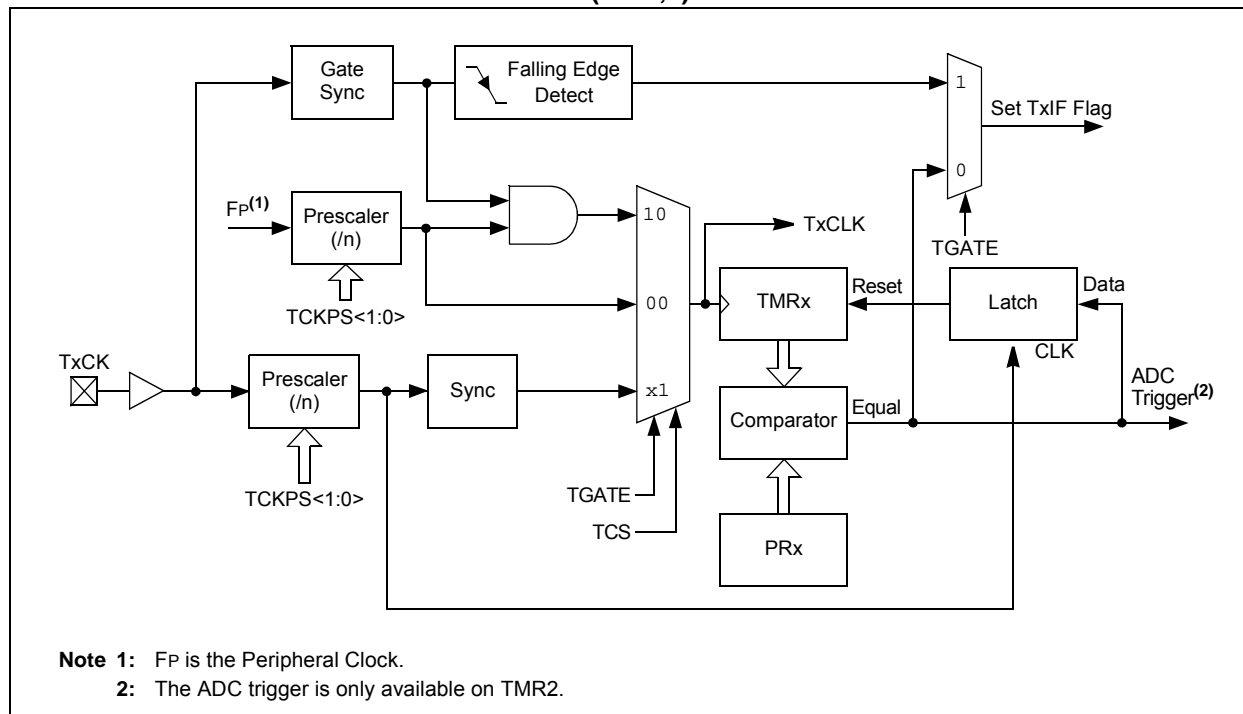 Gate
Sync
Falling Edge
Detect
1
Set TxIF Flag
0
TGATE
FP(1)
Prescaler
(/n)
TCKPS<1:0>
10
00
x1
TxCLK
TMRx
Reset
Latch
Data
CLK
TxCK
Prescaler
(/n)
TCKPS<1:0>
Sync
TGATE
TCS
Comparator
Equal
ADC
Trigger(2)
PRx
Note 1: FP is the Peripheral Clock.
2: The ADC trigger is only available on TMR2.